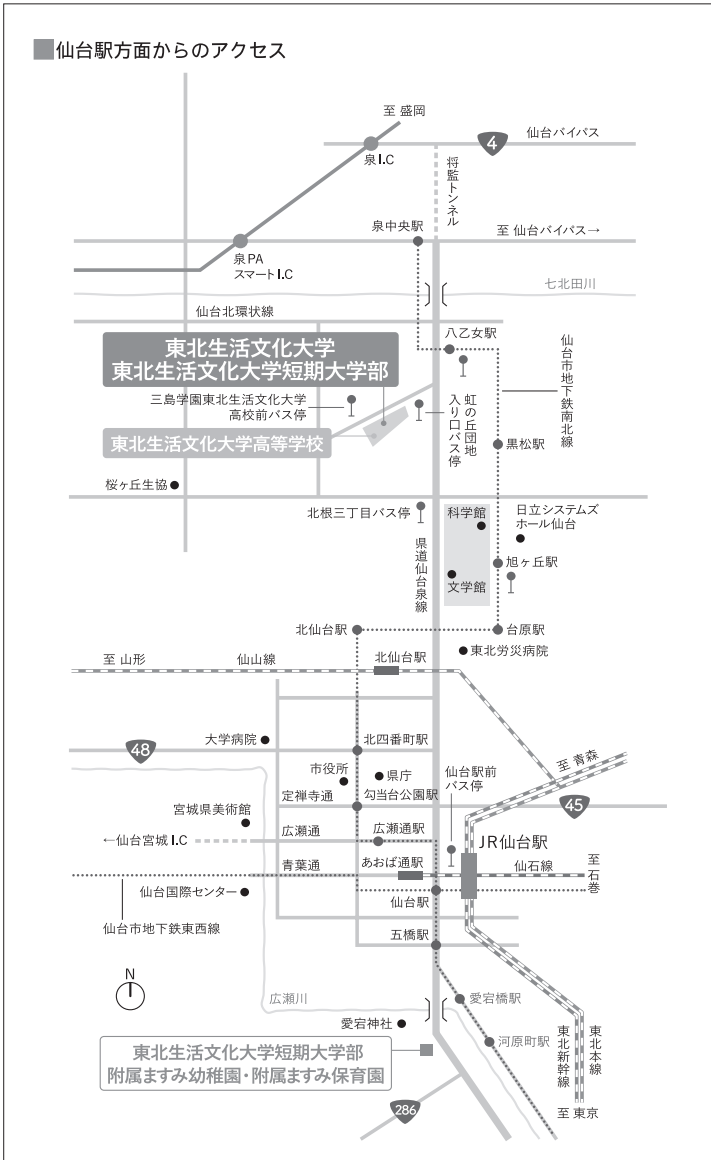 仙台駅方面からのアクセス
至 盛岡
仙台バイパス
4
泉I.C
将監トンネル
泉中央駅
至 仙台バイパス→
泉PA
スマートI.C
七北田川
仙台北環状線
東北生活文化大学
東北生活文化大学短期大学部
八乙女駅
仙台市地下鉄南北線
三島学園東北生活文化大学
高校前バス停
虹の丘団地
入り口バス停
東北生活文化大学高等学校
黒松駅
桜ヶ丘生協
北根三丁目バス停
科学館
日立システムズ
ホール仙台
県道仙台泉線
旭ヶ丘駅
文学館
北仙台駅
台原駅
東北労災病院
至 山形
仙山線
北仙台駅
大学病院
北四番町駅
48
至 青森
市役所
県庁
仙台駅前
バス停
定禅寺通
勾当台公園駅
45
宮城県美術館
広瀬通
広瀬通駅
JR仙台駅
←仙台宮城I.C
青葉通
あおば通駅
仙石線
至石巻
仙台国際センター
仙台駅
仙台市地下鉄東西線
五橋駅
N
広瀬川
愛宕橋駅
愛宕神社
河原町駅
東北本線
東北新幹線
東北生活文化大学短期大学部
附属ますみ幼稚園・附属ますみ保育園
286
至 東京